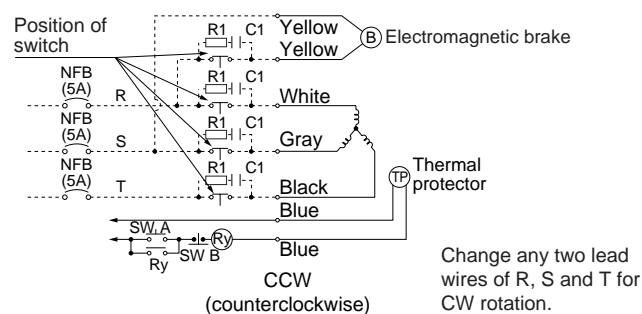 Position of
switch
R1 C1
Yellow
Yellow
B Electromagnetic brake
NFB
(5A)
R
R1 C1
White
NFB
(5A)
S
R1 C1
Gray
NFB
(5A)
T
R1 C1
Black
TP Thermal
protector
Blue
SW A
Ry
SW B
Ry
Blue
CCW
(counterclockwise)
Change any two lead
wires of R, S and T for
CW rotation.